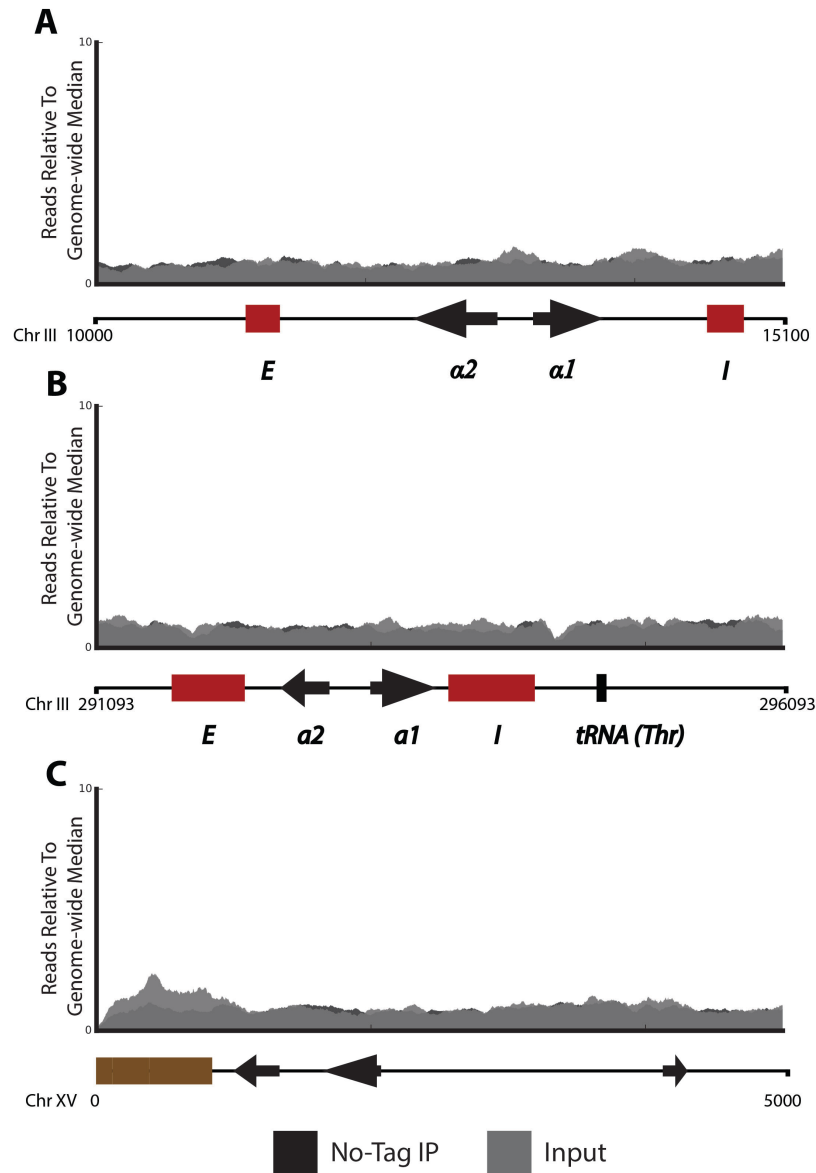 A
10
Reads Relative To
Genome-wide Median
0
Chr III 10000
15100
E
α2
α1
I
B
10
Reads Relative To
Genome-wide Median
0
Chr III 291093
296093
E
a2
a1
I
tRNA (Thr)
C
10
Reads Relative To
Genome-wide Median
0
Chr XV 0
5000
No-Tag IP
Input